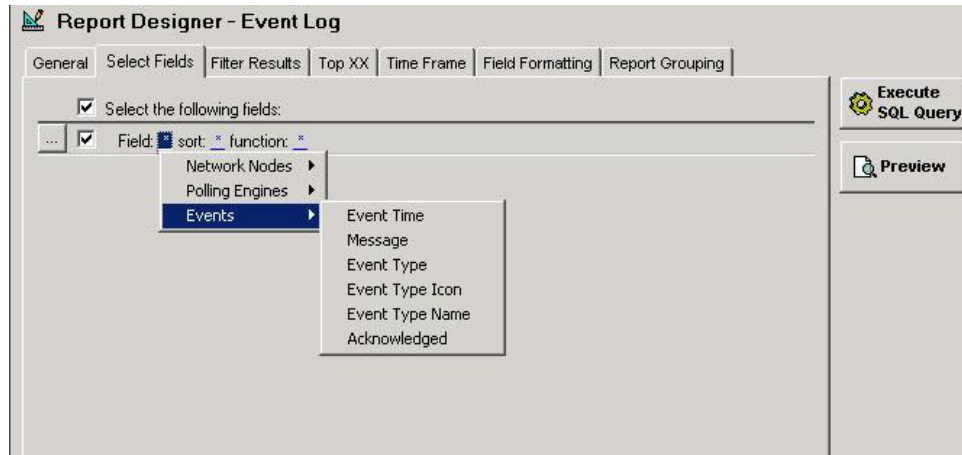 Report Designer - Event Log
General Select Fields Filter Results Top XX Time Frame Field Formatting Report Grouping
Select the following fields:
... Field: * sort: * function: *
Network Nodes
Polling Engines
Events
Event Time
Message
Event Type
Event Type Icon
Event Type Name
Acknowledged
Execute
SQL Query
Preview